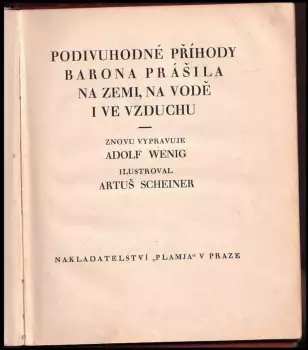 PODIVUHODNÉ PŘÍHODY
BARONA PRÁŠILA
NA ZEMI, NA VODĚ
I VE VZDUCHU
ZNOVU VYPRAVUJE
ADOLF WENIG
ILUSTROVAL
ARTUŠ SCHEINER
NAKLADATELSTVÍ „PLAMJA" V PRAZE